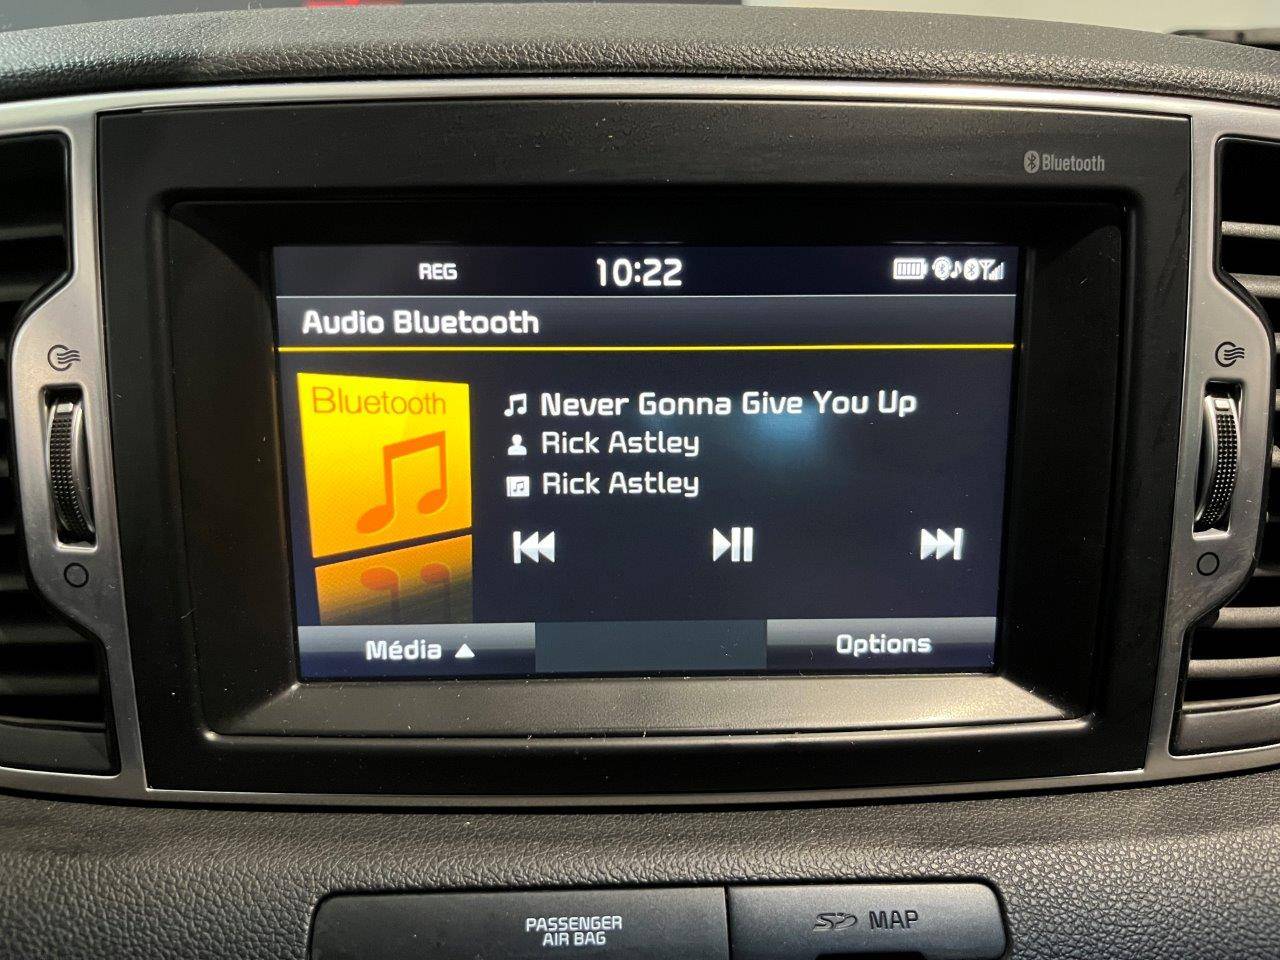 Bluetooth
REG 10:22
Audio Bluetooth
Bluetooth
Never Gonna Give You Up
Rick Astley
Rick Astley
Média
Options
PASSENGER
AIR BAG
SD MAP